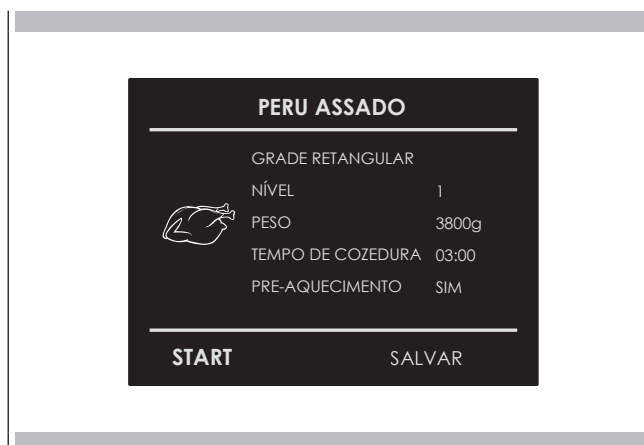 PERU ASSADO
GRADE RETANGULAR
NÍVEL 1
PESO 3800g
TEMPO DE COZEDURA 03:00
PRE-AQUECIMENTO SIM
START SALVAR